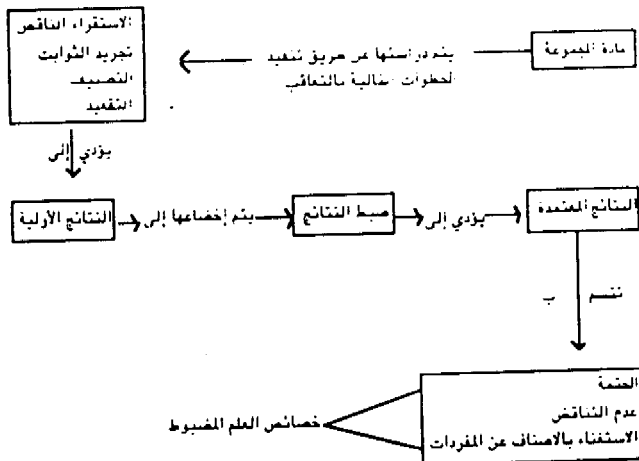 مادة المجموعة
يتم دراستها عن طريق تنفيذ
الخطوات التالية بالتعاقب
الاستقراء الناقص
تجريد الثوابت
التصنيف
التقعيد
يؤدي إلى
النتائج الأولية
يتم إخضاعها إلى
ضبط النتائج
يؤدي إلى
النتائج المعتمدة
تتسم ب
الحتمية
عدم التناقض
الاستغناء بالاصناف عن المفردات
خصائص العلم المضبوط